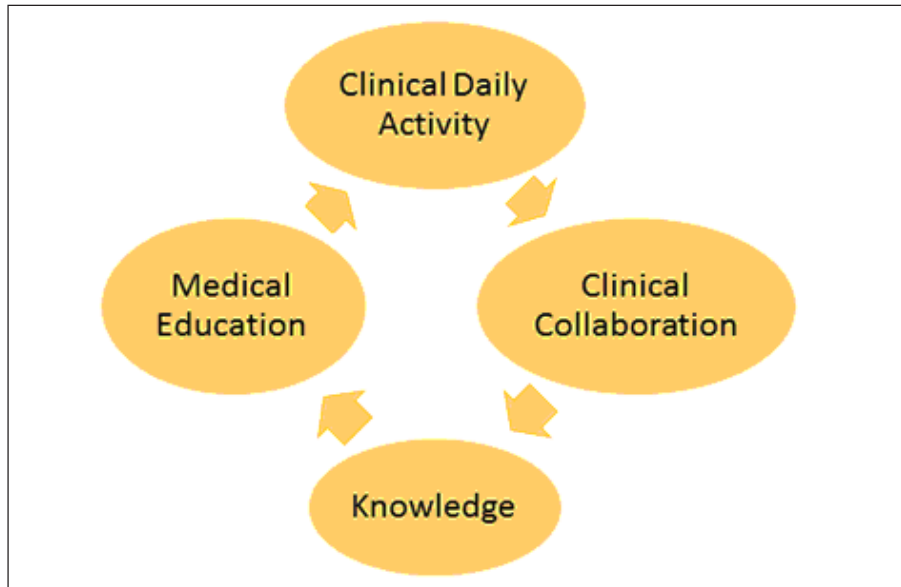 Clinical Daily
Activity
Medical
Education
Clinical
Collaboration
Knowledge